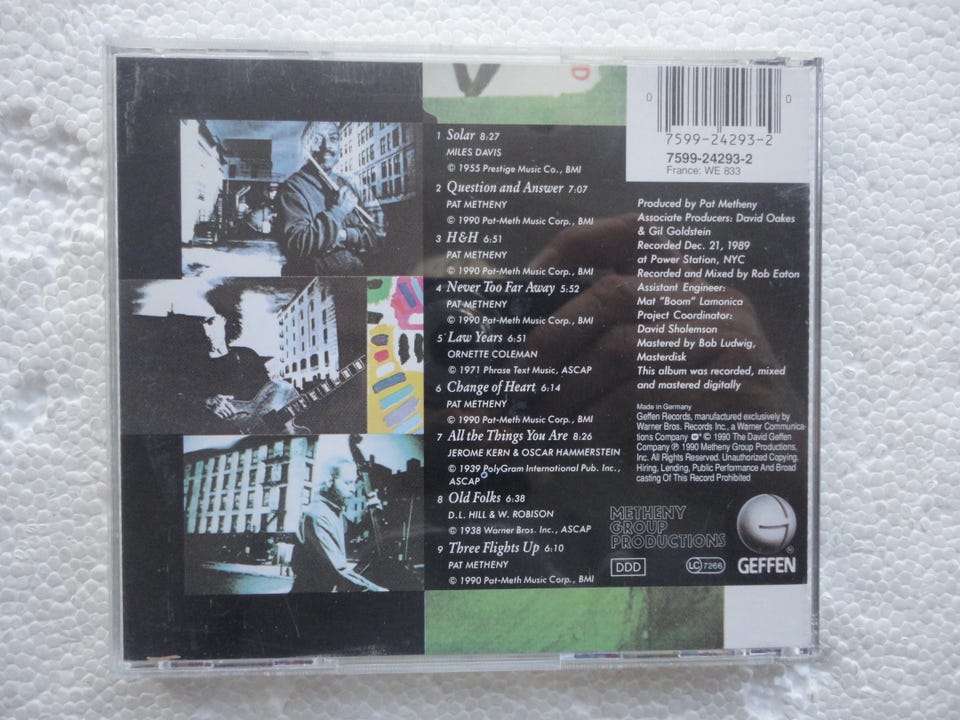 1 Solar 8:27
MILES DAVIS
© 1955 Prestige Music Co., BMI
2 Question and Answer 7:07
PAT METHENY
© 1990 Pat-Meth Music Corp., BMI
3 H&H 6:51
PAT METHENY
© 1990 Pat-Meth Music Corp., BMI
4 Never Too Far Away 5:52
PAT METHENY
© 1990 Pat-Meth Music Corp., BMI
5 Law Years 6:51
ORNETTE COLEMAN
© 1971 Phrase Text Music, ASCAP
6 Change of Heart 6:14
PAT METHENY
© 1990 Pat-Meth Music Corp., BMI
7 All the Things You Are 8:26
JEROME KERN & OSCAR HAMMERSTEIN
© 1939 PolyGram International Pub. Inc.,
ASCAP
8 Old Folks 6:38
D.L. HILL & W. ROBISON
© 1938 Warner Bros. Inc., ASCAP
9 Three Flights Up 6:10
PAT METHENY
© 1990 Pat-Meth Music Corp., BMI
0 0
7599-24293-2
7599-24293-2
France: WE 833
Produced by Pat Metheny
Associate Producers: David Oakes
& Gil Goldstein
Recorded Dec. 21, 1989
at Power Station, NYC
Recorded and Mixed by Rob Eaton
Assistant Engineer:
Mat "Boom" Lamonica
Project Coordinator:
David Sholemson
Mastered by Bob Ludwig,
Masterdisk
This album was recorded, mixed
and mastered digitally
Made in Germany
Geffen Records, manufactured exclusively by
Warner Bros. Records Inc., a Warner Communica-
tions Company © 1990 The David Geffen
Company ℗ 1990 Metheny Group Productions,
Inc. All Rights Reserved. Unauthorized Copying.
Hiring, Lending, Public Performance And Broad
casting Of This Record Prohibited
METHENY
GROUP
PRODUCTIONS
DDD
LC 7266
GEFFEN